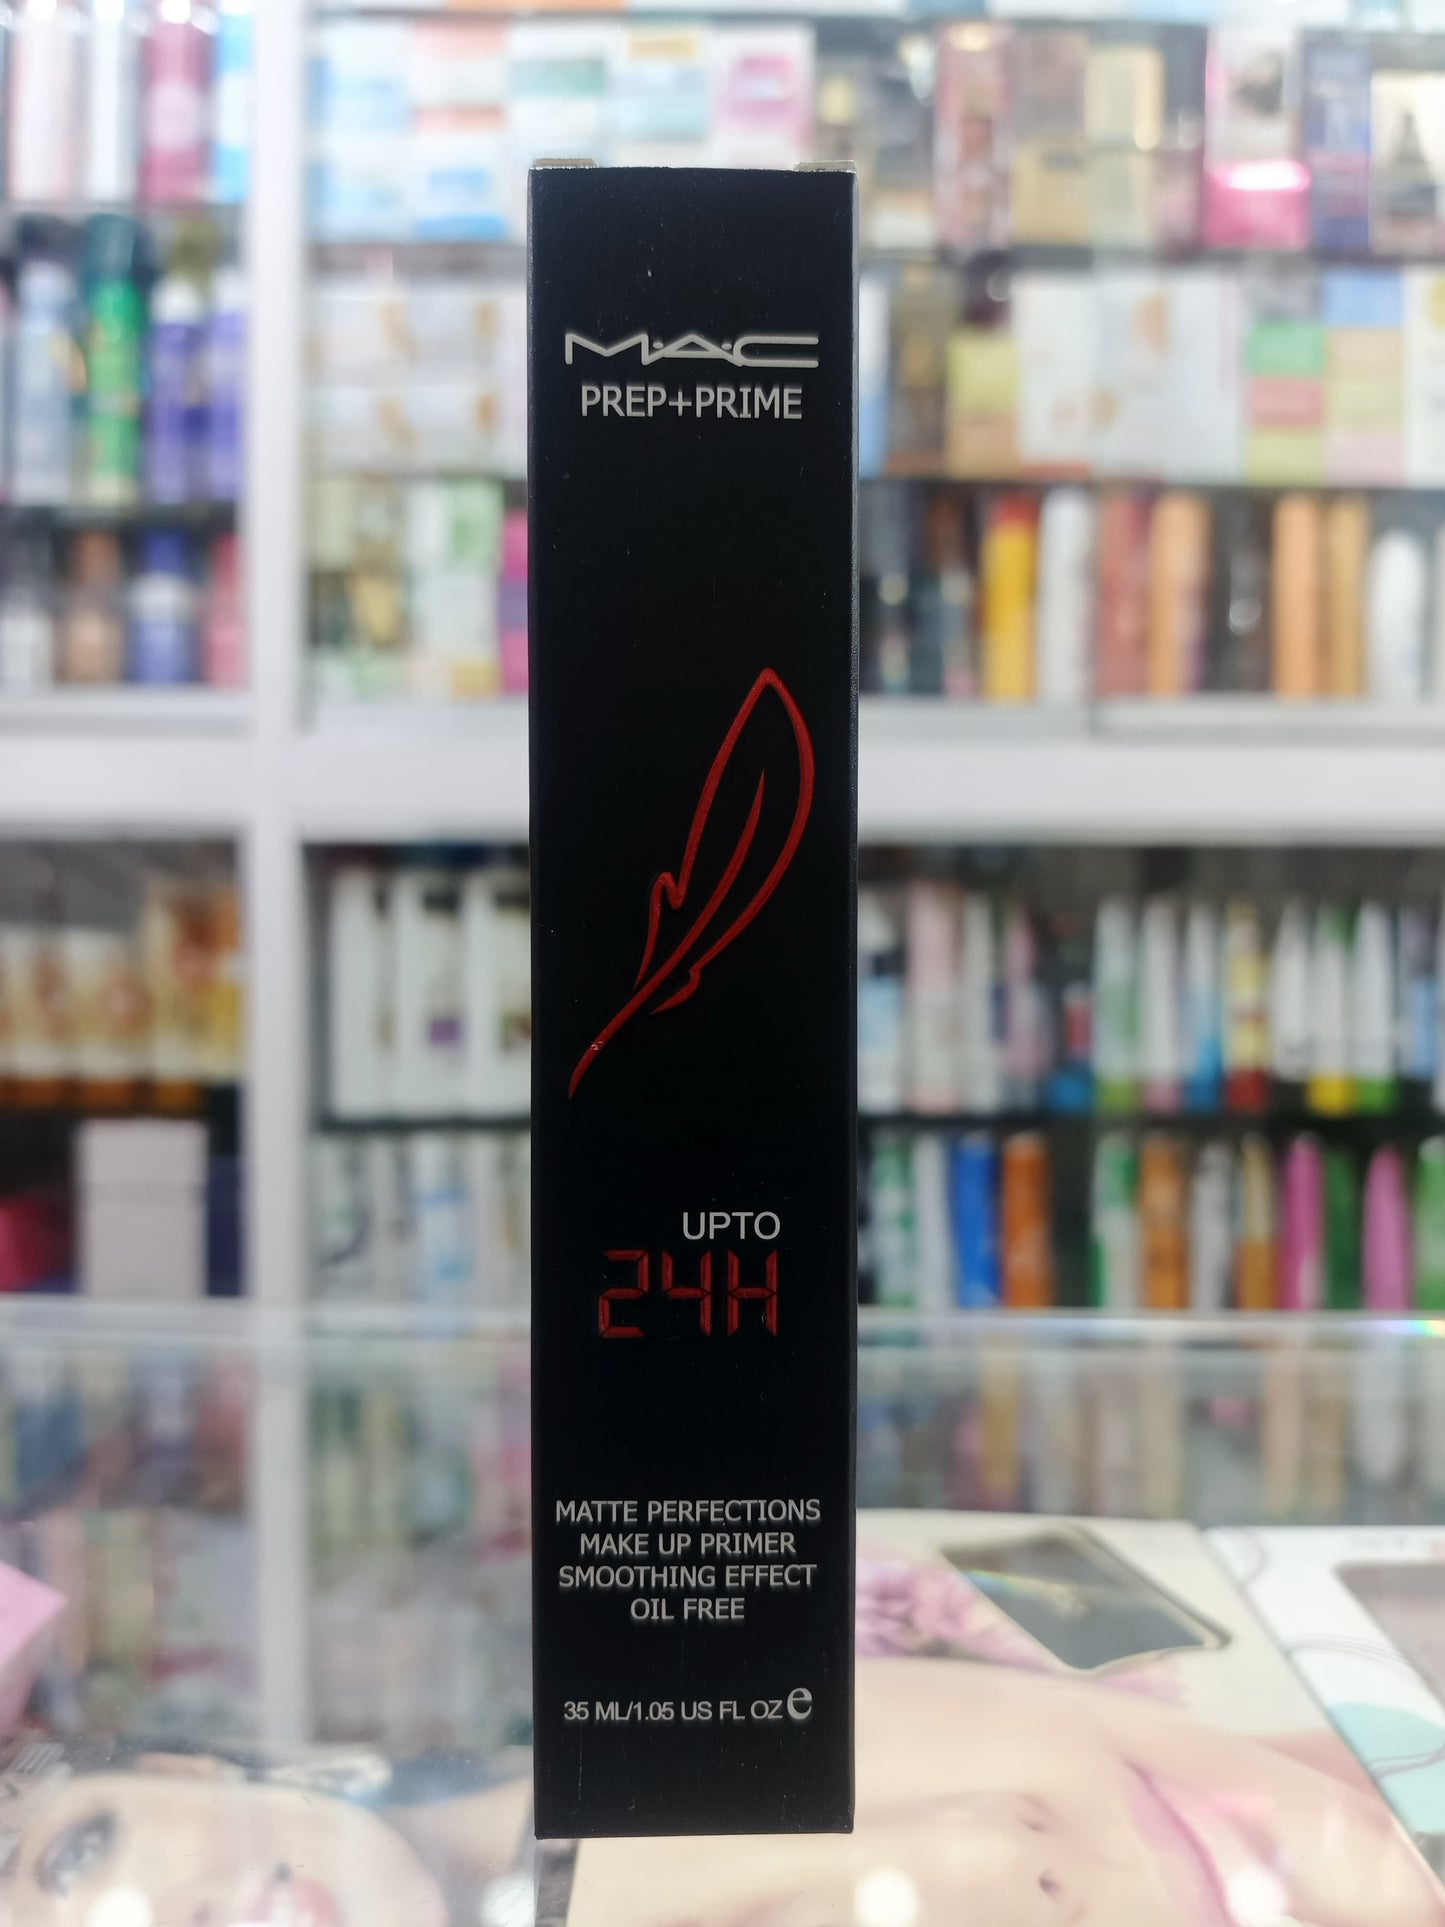 M·A·C
PREP+PRIME
UPTO
24H
MATTE PERFECTIONS
MAKE UP PRIMER
SMOOTHING EFFECT
OIL FREE
35 ML/1.05 US FL OZ e